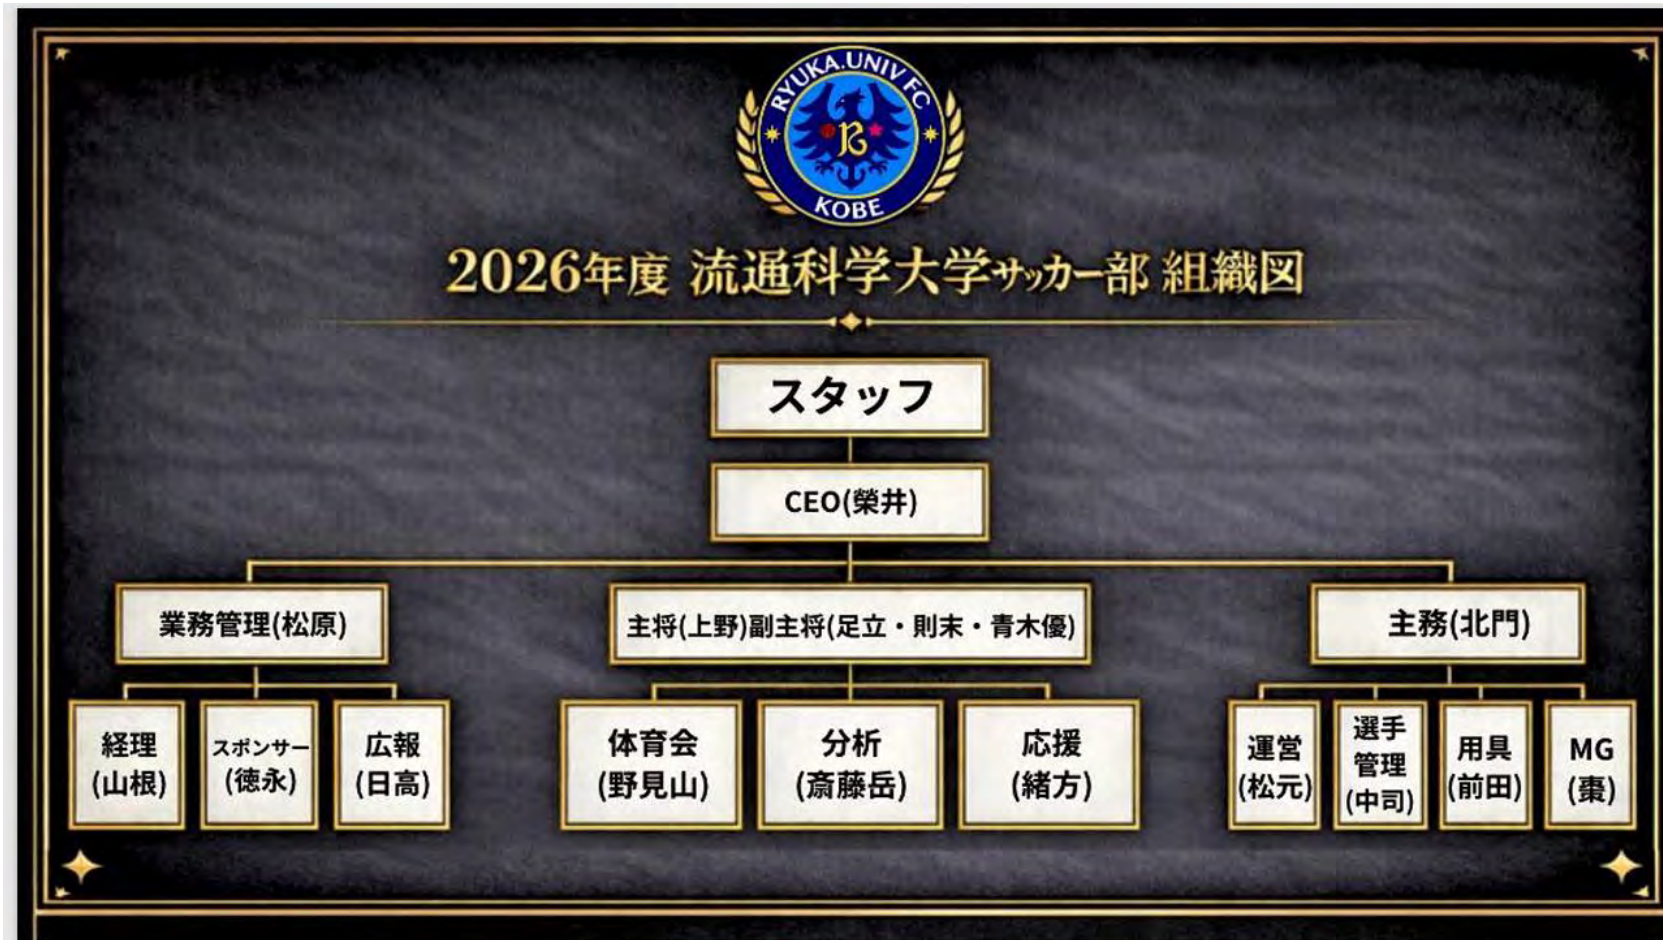 RYUKA.UNIV FC
R
KOBE
2026年度 流通科学大学サッカー部 組織図
スタッフ
CEO(榮井)
業務管理(松原)
主将(上野)副主将(足立・則末・青木優)
主務(北門)
経理
(山根)
スポンサー
(徳永)
広報
(日高)
体育会
(野見山)
分析
(斎藤岳)
応援
(緒方)
運営
(松元)
選手
管理
(中司)
用具
(前田)
MG
(棗)